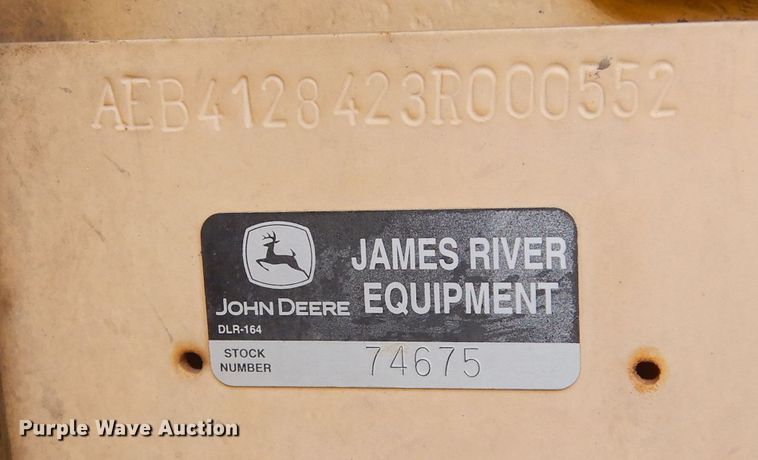 AEB4128423R000552
JAMES RIVER
EQUIPMENT
JOHN DEERE
DLR-164
STOCK
NUMBER
74675
Purple Wave Auction